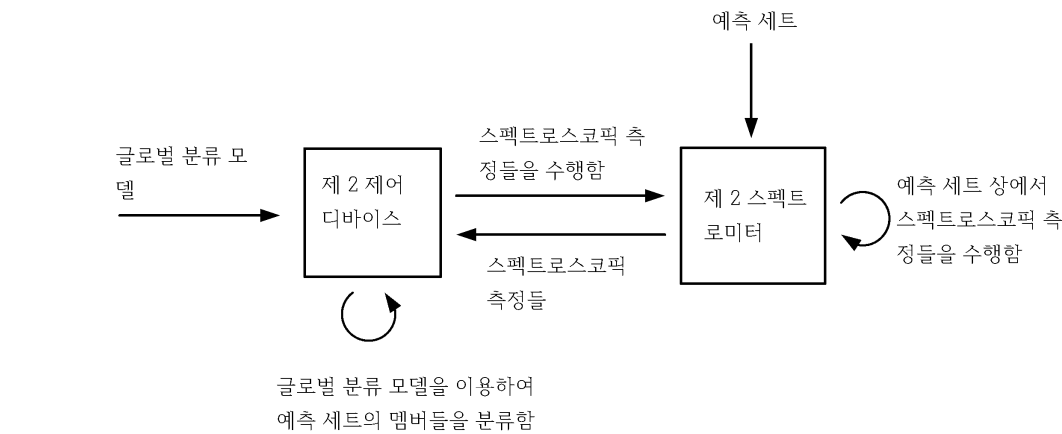 예측 세트
글로벌 분류 모
델
제 2 제어
디바이스
스펙트로스코픽 측
정들을 수행함
스펙트로스코픽
측정들
제 2 스펙트
로미터
예측 세트 상에서
스펙트로스코픽 측
정들을 수행함
글로벌 분류 모델을 이용하여
예측 세트의 멤버들을 분류함